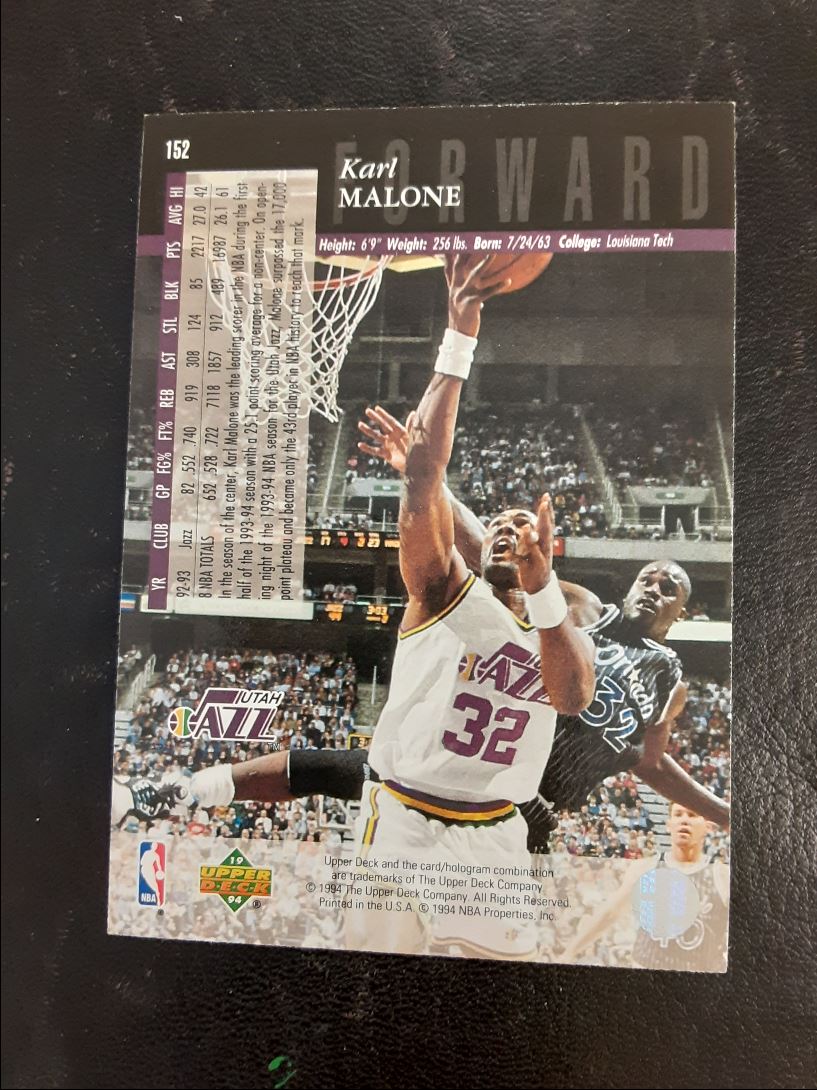 152
FORWARD
Karl
MALONE
Height: 6'9" Weight: 256 lbs. Born: 7/24/63 College: Louisiana Tech
YR CLUB GP FG% FT% REB AST STL BLK PTS AVG HI
92-93 Jazz 82 .552 .740 919 308 124 85 2217 27.0 42
8 NBA TOTALS 652 .528 .722 7118 1857 912 489 16987 26.1 61
In the season of the center, Karl Malone was the leading scorer in the NBA during the first
half of the 1993-94 season with a 25.1 point scoring average for a non-center. On open-
ing night of the 1993-94 NBA season for the Utah Jazz, Malone surpassed the 17,000
point plateau and became only the 43rd player in NBA history to reach that mark.
JAZZ
32
Orlando
32
UTAH
JAZZ
TM
NBA
®
19
UPPER
DECK
94
®
Upper Deck and the card/hologram combination
are trademarks of The Upper Deck Company.
© 1994 The Upper Deck Company. All Rights Reserved.
Printed in the U.S.A. © 1994 NBA Properties, Inc.